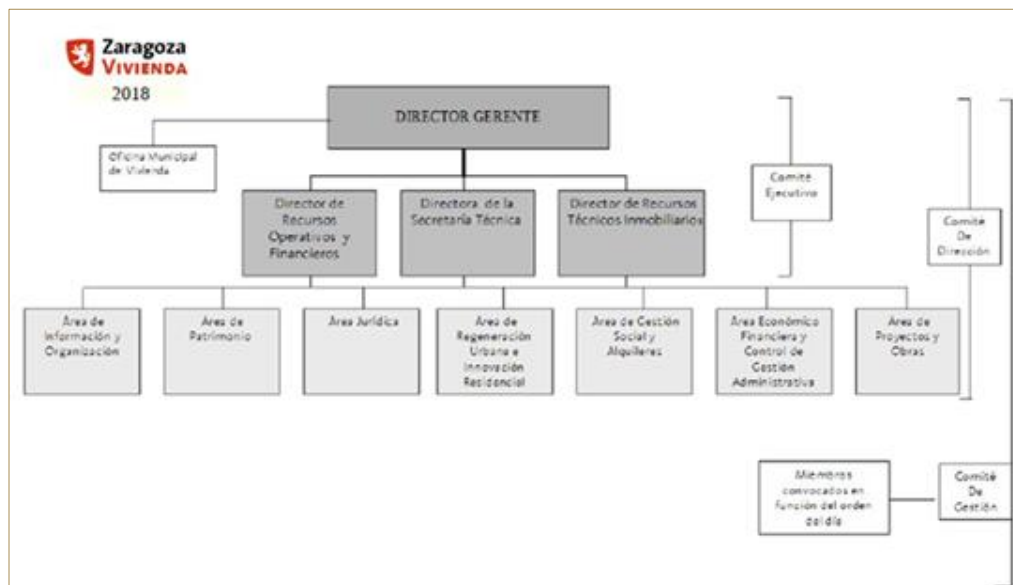 Zaragoza
VIVIENDA
2018
DIRECTOR GERENTE
Oficina Municipal
de Vivienda
Comité
Ejecutivo
Director de
Recursos
Operativos y
Financieros
Directora de la
Secretaría Técnica
Director de Recursos
Técnicos Inmobiliarios
Comité
De
Dirección
Área de
Información y
Organización
Area de
Patrimonio
Área Jurídica
Área de
Regeneración
Urbana e
Innovación
Residencial
Área de Gestión
Social y
Alquileres
Área Económico
Financiera y
Control de
Gestión
Administrativa
Área de
Proyectos y
Obras
Miembros
convocados en
función del orden
del día
Comité
De
Gestión